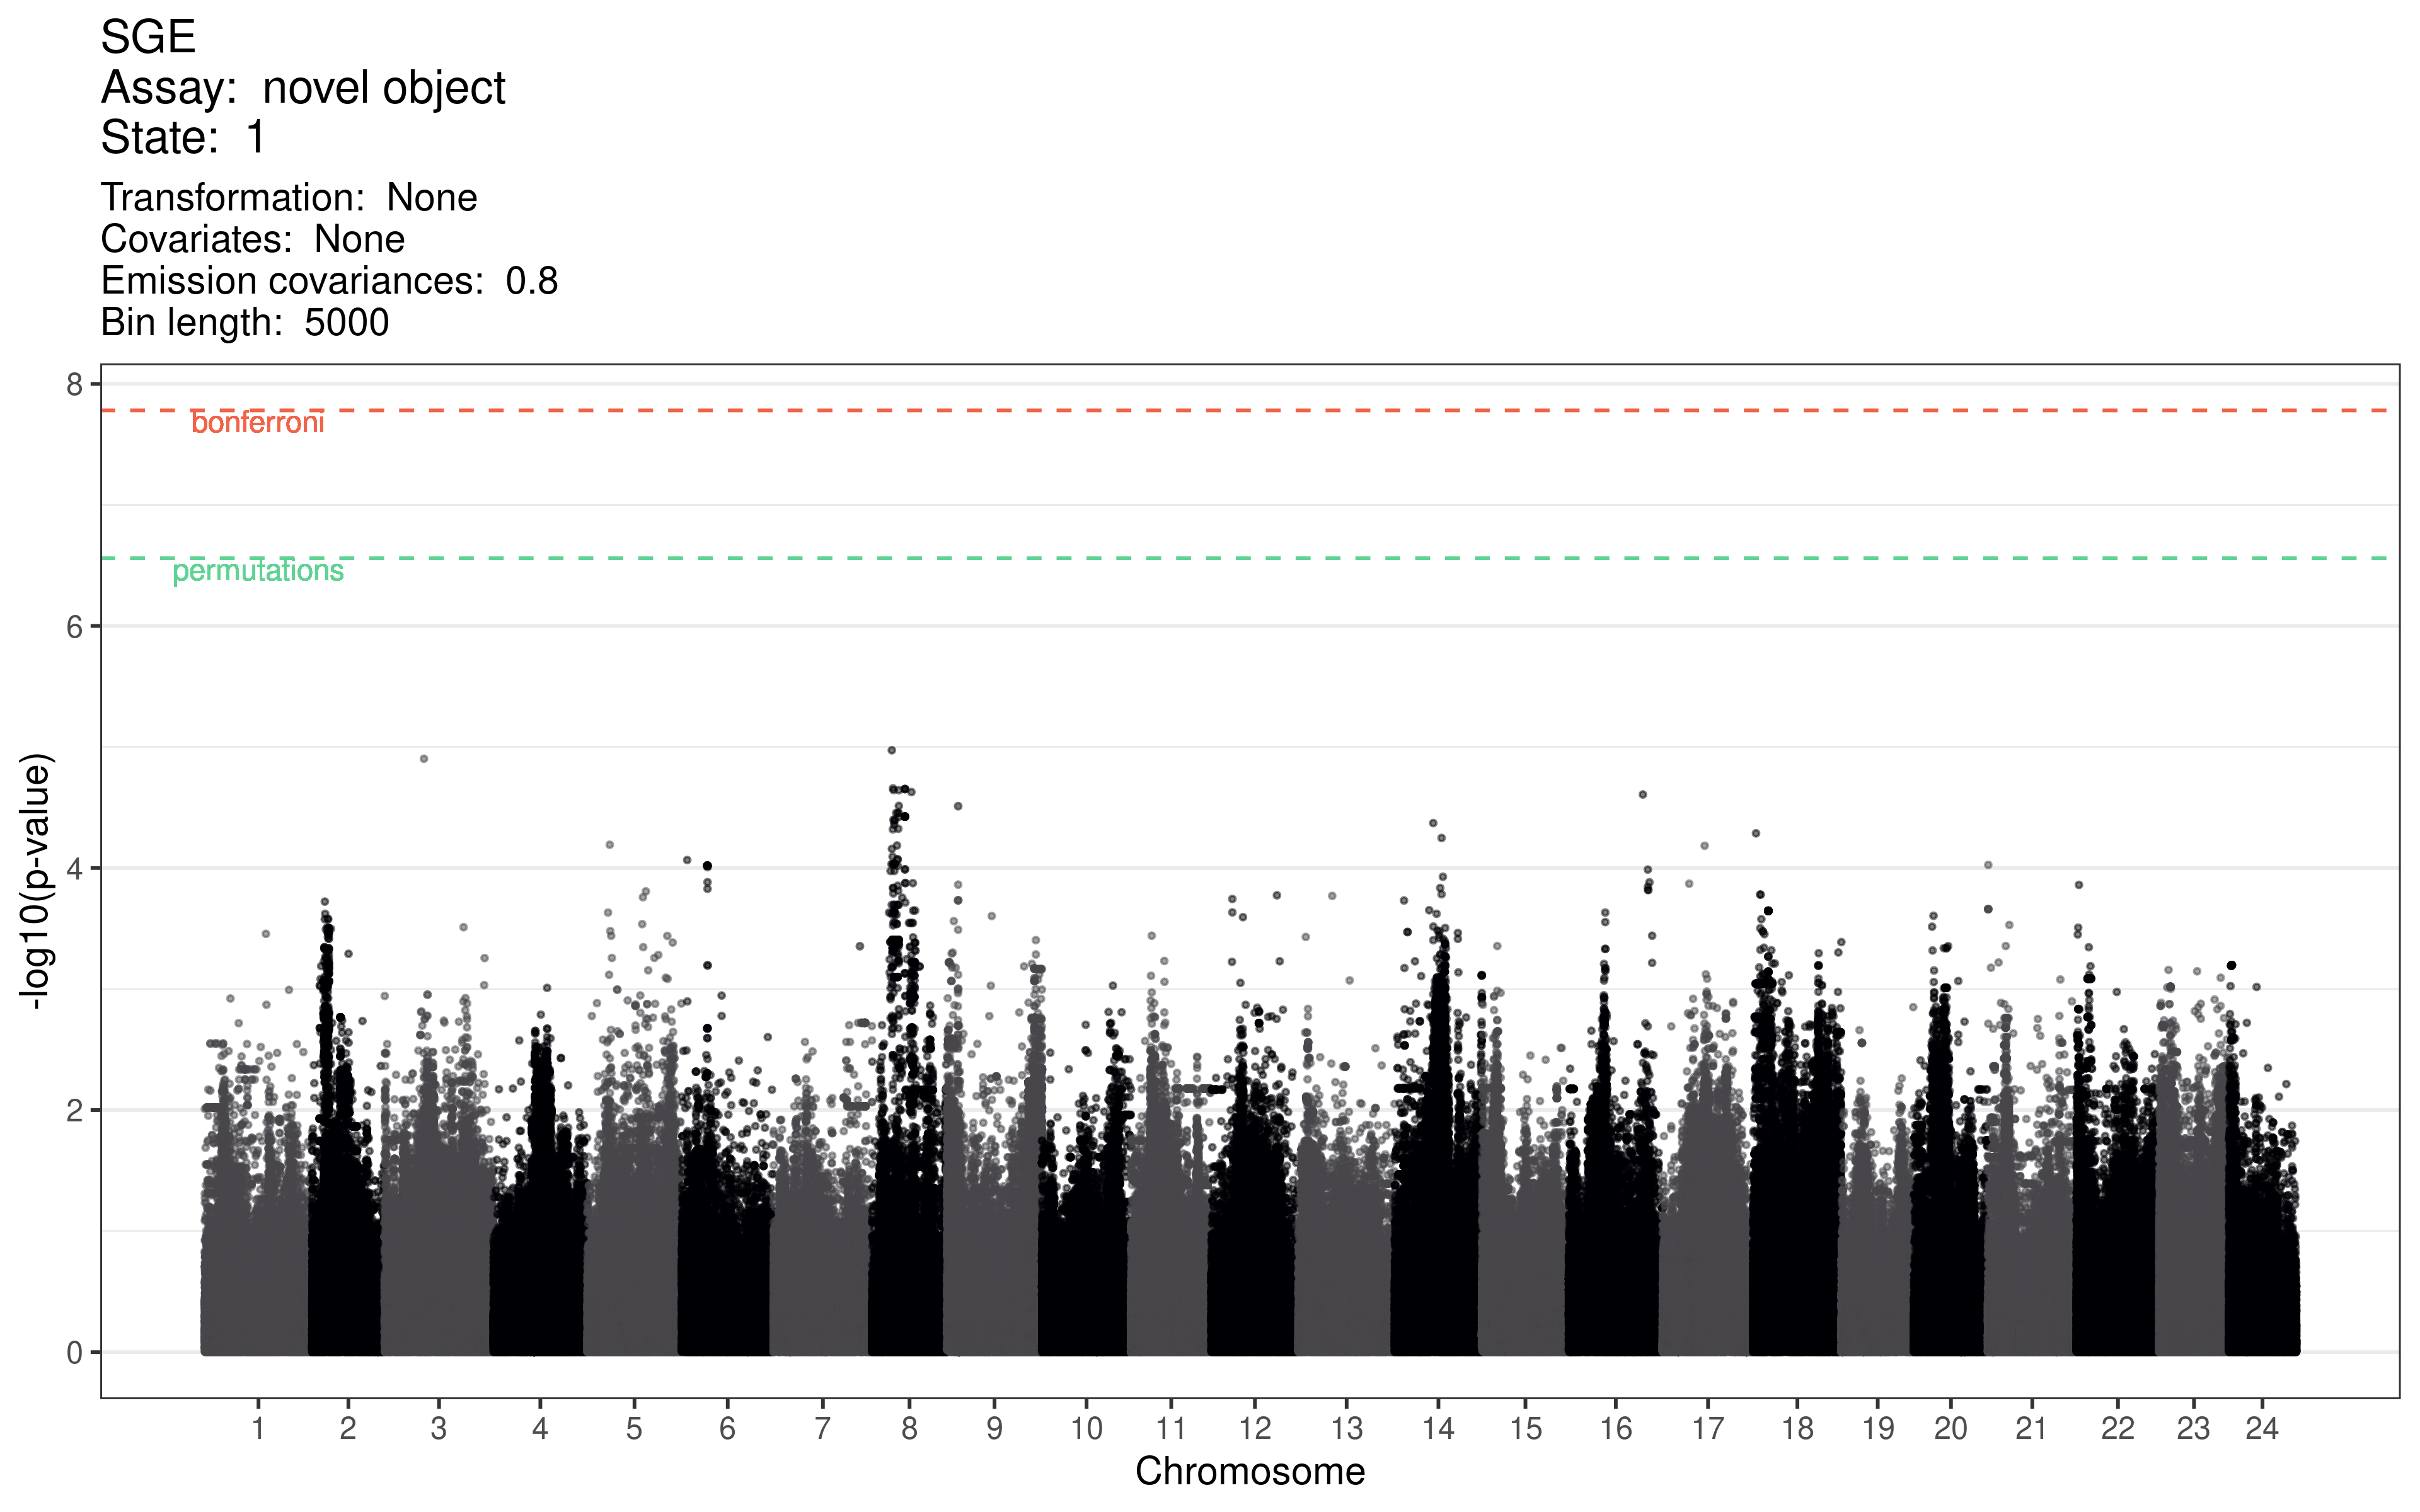 SGE
Assay:  novel object
State:  1
Transformation:  None
Covariates:  None
Emission covariances:  0.8
Bin length:  5000
8
bonferroni
permutations
6
4
2
0
-log10(p-value)
1 2 3 4 5 6 7 8 9 10 11 12 13 14 15 16 17 18 19 20 21 22 23 24
Chromosome